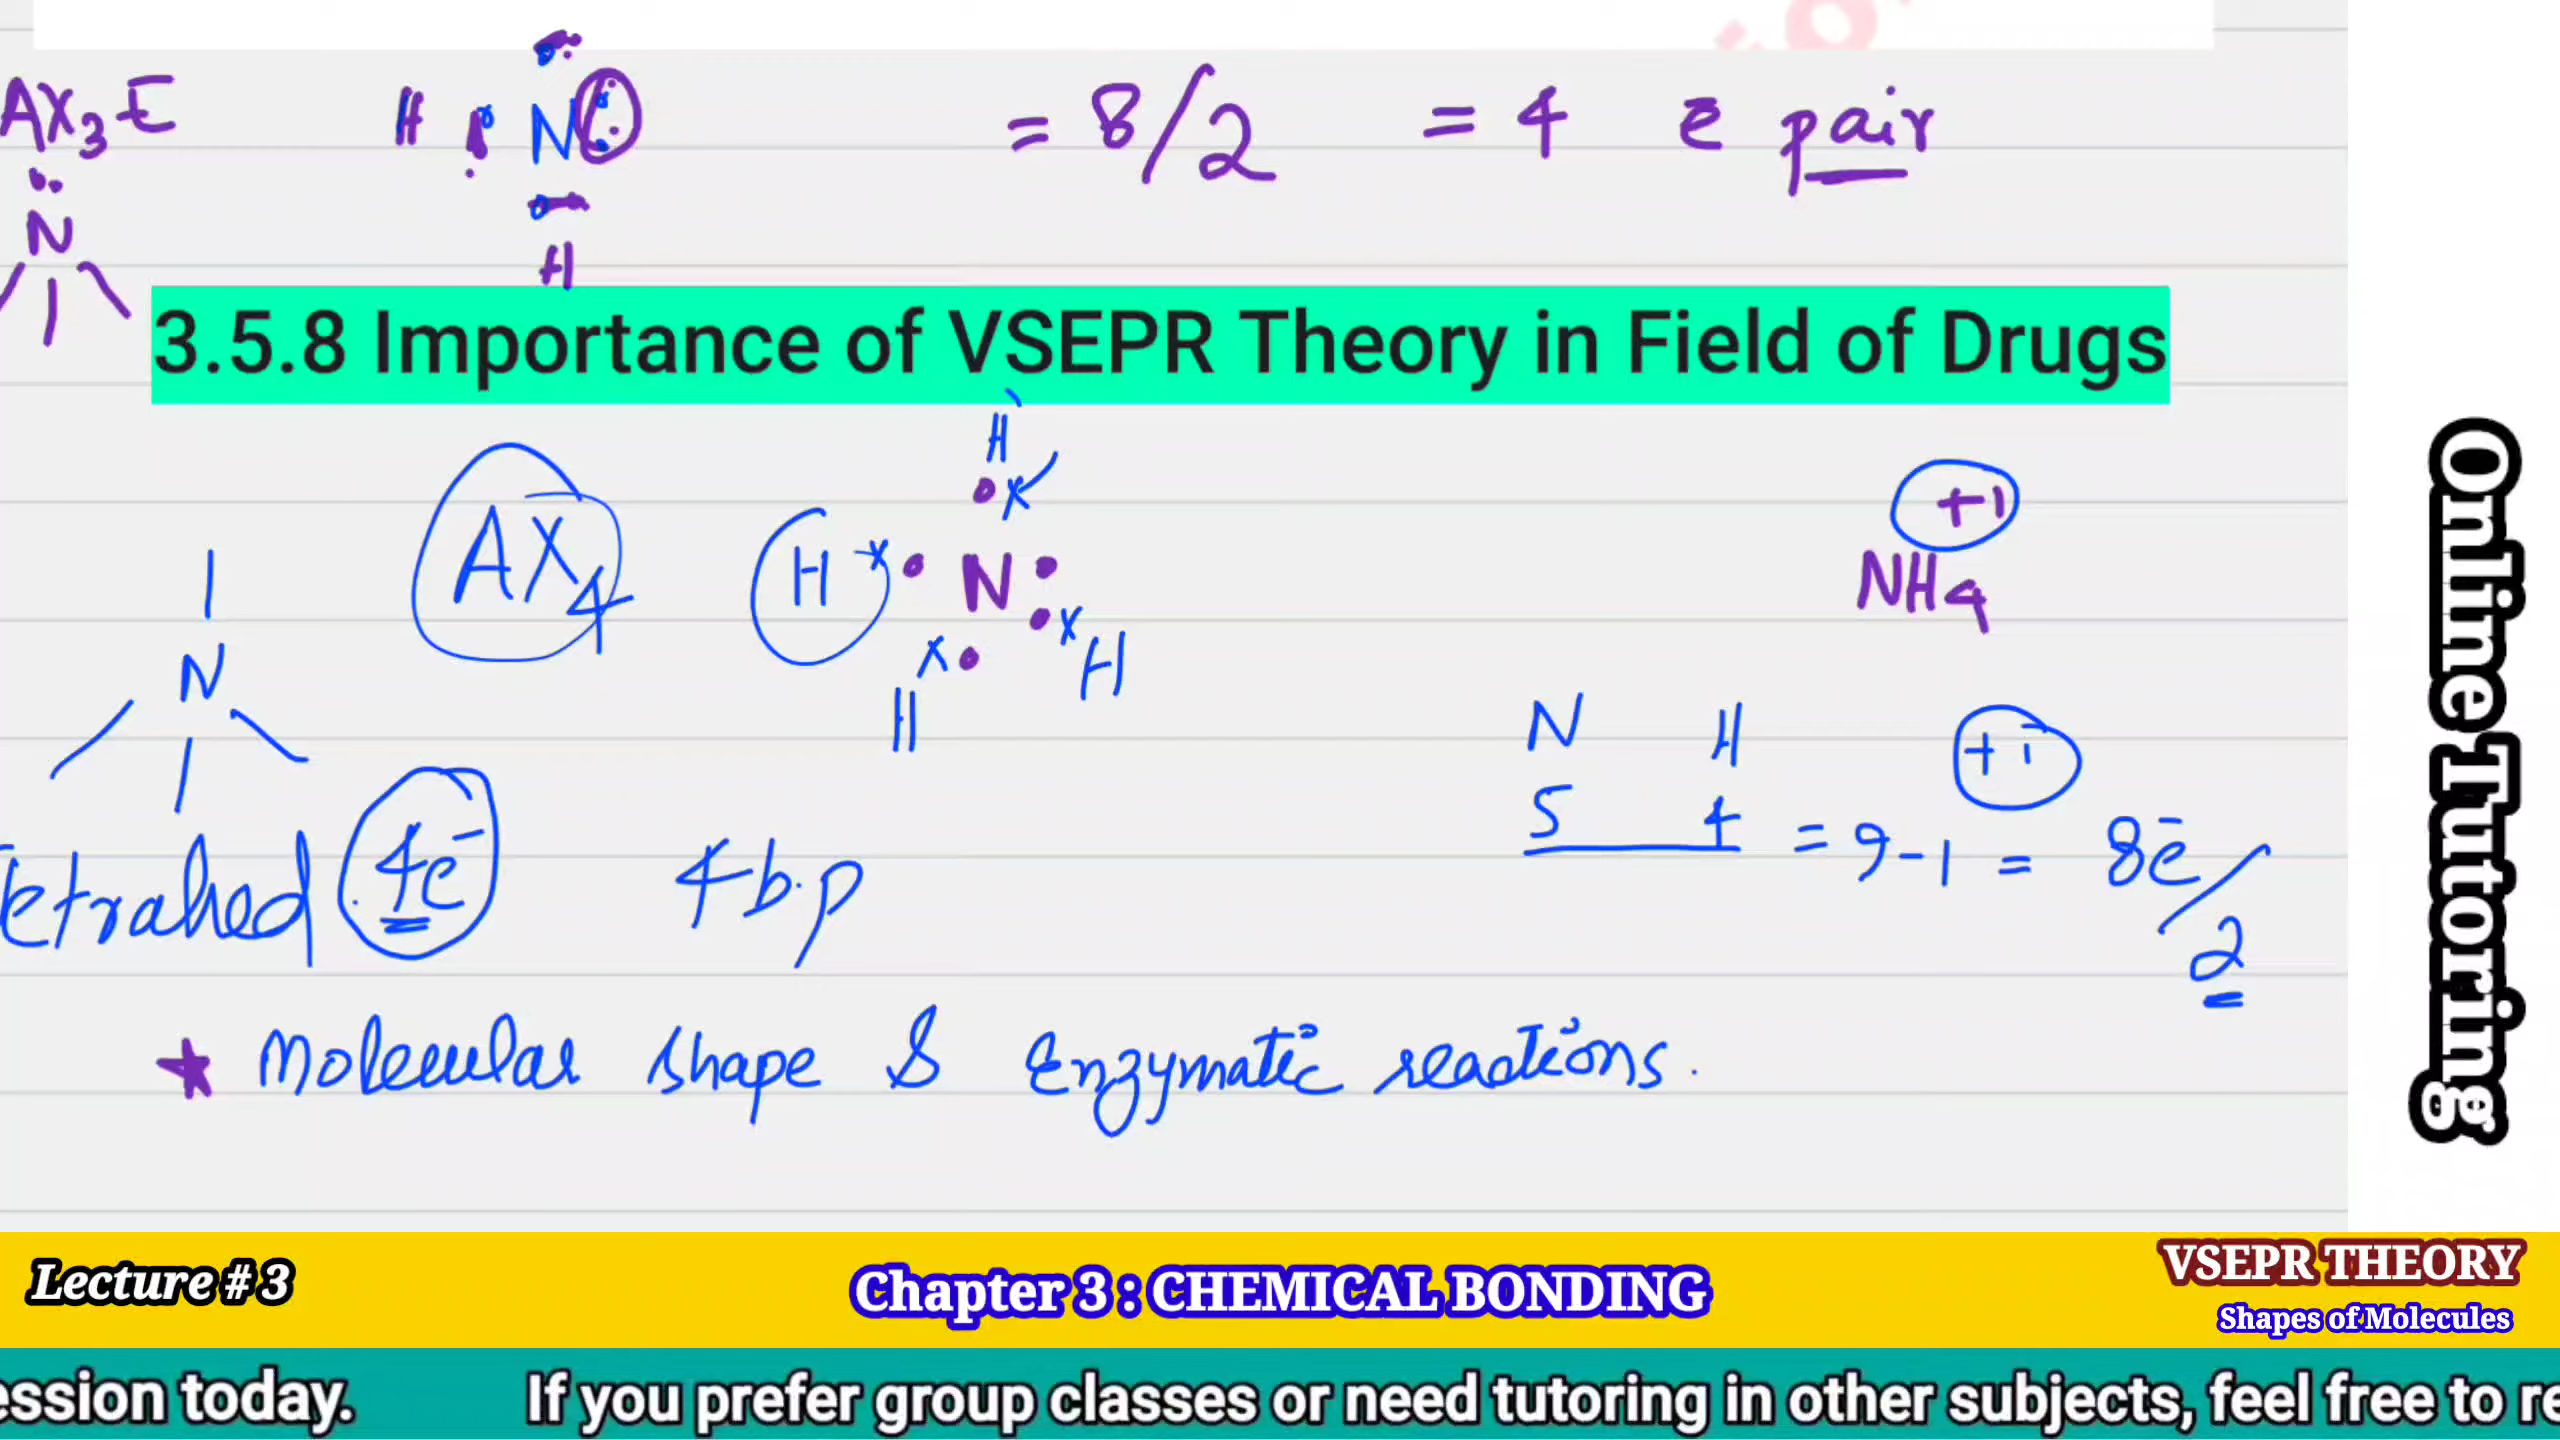 AX3E H N = 8/2 = 4 e̅ pair
N
H
3.5.8 Importance of VSEPR Theory in Field of Drugs
H
x +1
AX4 H x N NH4
x x H
N H N H +1
5 4 = 9-1 = 8e̅/2
Tetrahed 4e̅ 4b.p
★ Molecular shape & Enzymatic reactions.
Online Tutoring
Lecture # 3
Chapter 3 : CHEMICAL BONDING
VSEPR THEORY
Shapes of Molecules
ession today. If you prefer group classes or need tutoring in other subjects, feel free to re